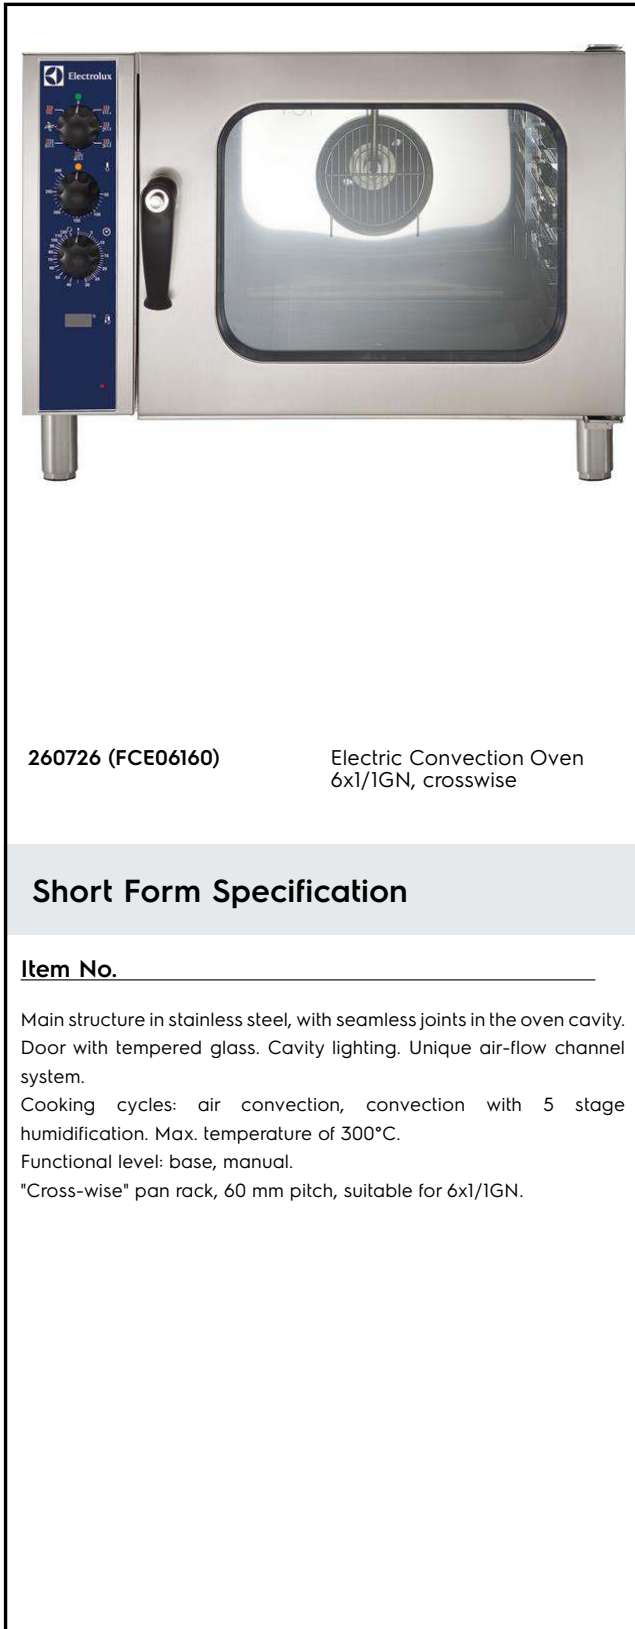 Electrolux
260726 (FCE06160)
Electric Convection Oven
6x1/1GN, crosswise
Short Form Specification
Item No.
Main structure in stainless steel, with seamless joints in the oven cavity.
Door with tempered glass. Cavity lighting. Unique air-flow channel
system.
Cooking cycles: air convection, convection with 5 stage
humidification. Max. temperature of 300°C.
Functional level: base, manual.
"Cross-wise" pan rack, 60 mm pitch, suitable for 6x1/1GN.